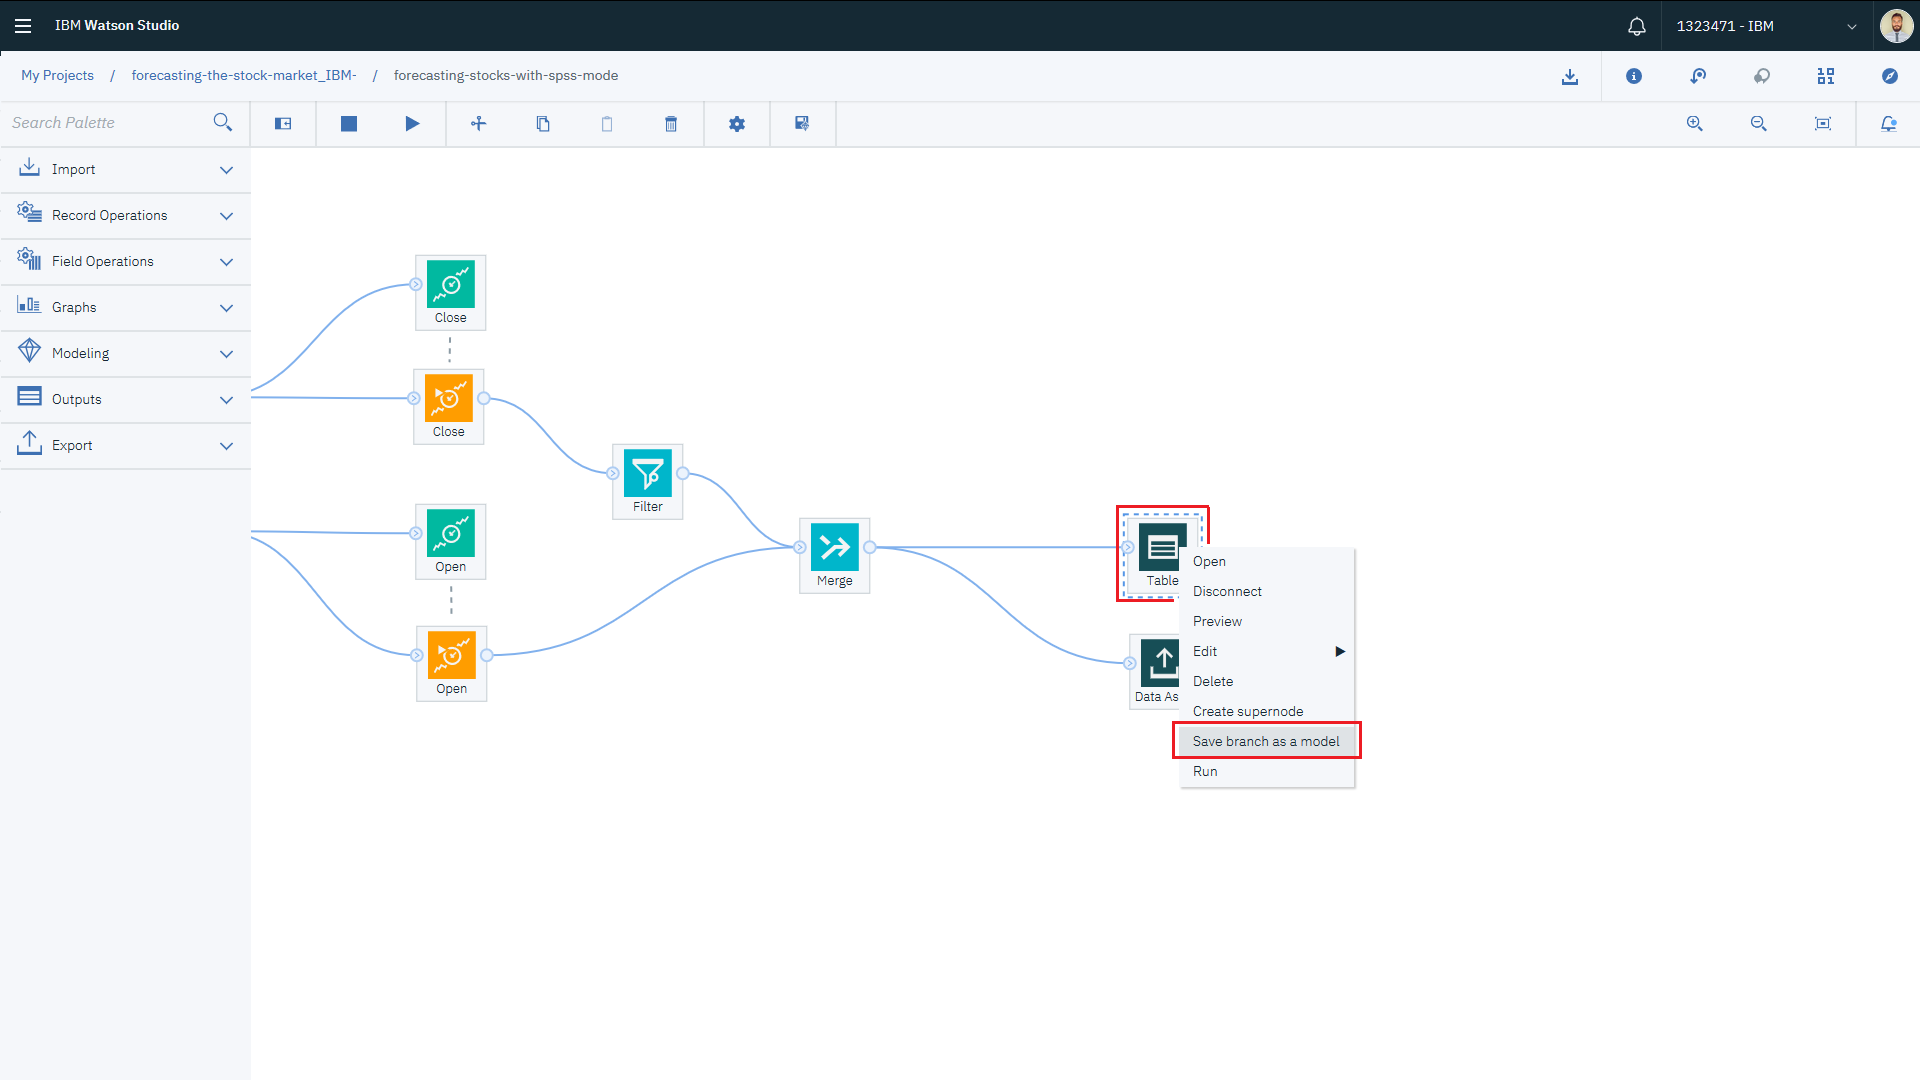 IBM Watson Studio
1323471 - IBM
My Projects / forecasting-the-stock-market_IBM- / forecasting-stocks-with-spss-mode
Search Palette
Import
Record Operations
Field Operations
Graphs
Modeling
Outputs
Export
Close
Close
Filter
Open
Open
Merge
Table
Data As
Open
Disconnect
Preview
Edit
Delete
Create supernode
Save branch as a model
Run